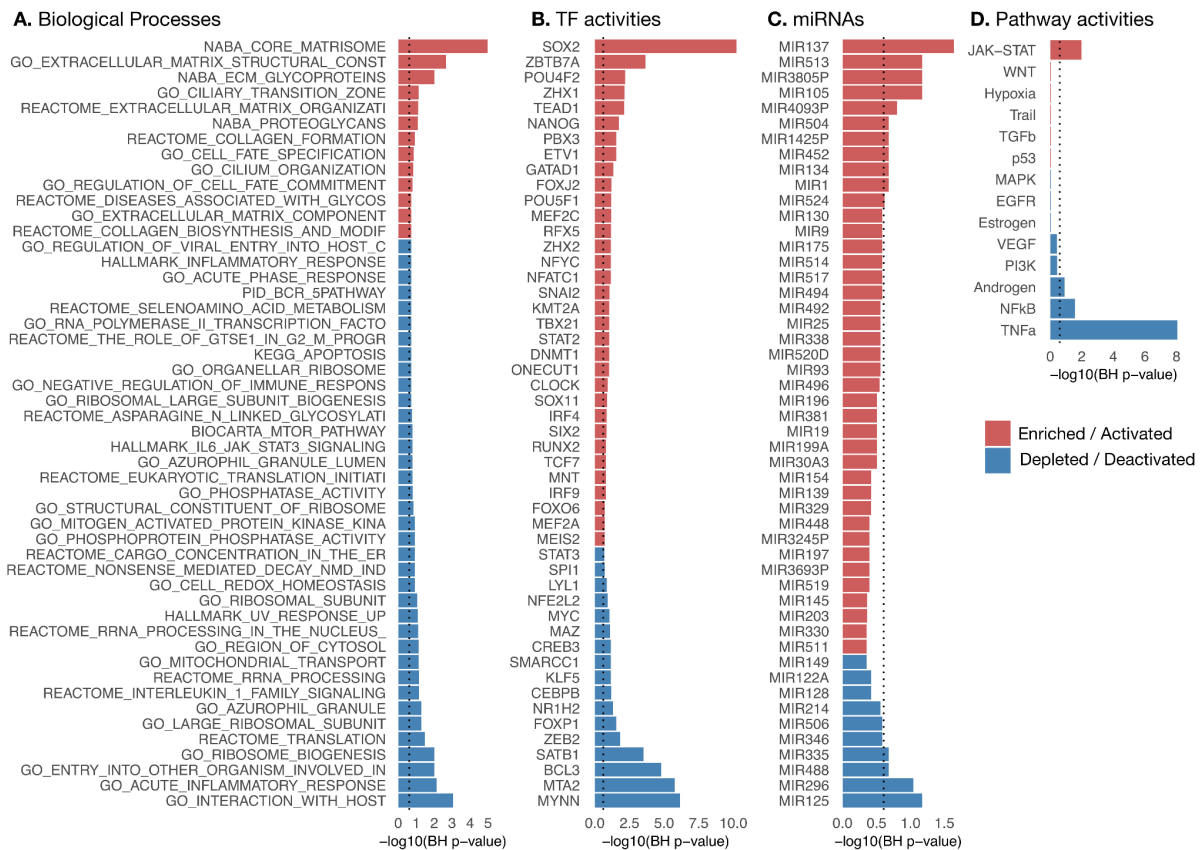 A. Biological Processes
NABA_CORE_MATRISOME
GO_EXTRACELLULAR_MATRIX_STRUCTURAL_CONST
NABA_ECM_GLYCOPROTEINS
GO_CILIARY_TRANSITION_ZONE
REACTOME_EXTRACELLULAR_MATRIX_ORGANIZATI
NABA_PROTEOGLYCANS
REACTOME_COLLAGEN_FORMATION
GO_CELL_FATE_SPECIFICATION
GO_CILIUM_ORGANIZATION
GO_REGULATION_OF_CELL_FATE_COMMITMENT
REACTOME_DISEASES_ASSOCIATED_WITH_GLYCOS
GO_EXTRACELLULAR_MATRIX_COMPONENT
REACTOME_COLLAGEN_BIOSYNTHESIS_AND_MODIF
GO_REGULATION_OF_VIRAL_ENTRY_INTO_HOST_C
HALLMARK_INFLAMMATORY_RESPONSE
GO_ACUTE_PHASE_RESPONSE
PID_BCR_5PATHWAY
REACTOME_SELENOAMINO_ACID_METABOLISM
GO_RNA_POLYMERASE_II_TRANSCRIPTION_FACTO
REACTOME_THE_ROLE_OF_GTSE1_IN_G2_M_PROGR
KEGG_APOPTOSIS
GO_ORGANELLAR_RIBOSOME
GO_NEGATIVE_REGULATION_OF_IMMUNE_RESPONS
GO_RIBOSOMAL_LARGE_SUBUNIT_BIOGENESIS
REACTOME_ASPARAGINE_N_LINKED_GLYCOSYLATI
BIOCARTA_MTOR_PATHWAY
HALLMARK_IL6_JAK_STAT3_SIGNALING
GO_AZUROPHIL_GRANULE_LUMEN
REACTOME_EUKARYOTIC_TRANSLATION_INITIATI
GO_PHOSPHATASE_ACTIVITY
GO_STRUCTURAL_CONSTITUENT_OF_RIBOSOME
GO_MITOGEN_ACTIVATED_PROTEIN_KINASE_KINA
GO_PHOSPHOPROTEIN_PHOSPHATASE_ACTIVITY
REACTOME_CARGO_CONCENTRATION_IN_THE_ER
REACTOME_NONSENSE_MEDIATED_DECAY_NMD_IND
GO_CELL_REDOX_HOMEOSTASIS
GO_RIBOSOMAL_SUBUNIT
HALLMARK_UV_RESPONSE_UP
REACTOME_RRNA_PROCESSING_IN_THE_NUCLEUS_
GO_REGION_OF_CYTOSOL
GO_MITOCHONDRIAL_TRANSPORT
REACTOME_RRNA_PROCESSING
REACTOME_INTERLEUKIN_1_FAMILY_SIGNALING
GO_AZUROPHIL_GRANULE
GO_LARGE_RIBOSOMAL_SUBUNIT
REACTOME_TRANSLATION
GO_RIBOSOME_BIOGENESIS
GO_ENTRY_INTO_OTHER_ORGANISM_INVOLVED_IN
GO_ACUTE_INFLAMMATORY_RESPONSE
GO_INTERACTION_WITH_HOST
0 1 2 3 4 5
−log10(BH p−value)
B. TF activities
SOX2
ZBTB7A
POU4F2
ZHX1
TEAD1
NANOG
PBX3
ETV1
GATAD1
FOXJ2
POU5F1
MEF2C
RFX5
ZHX2
NFYC
NFATC1
SNAI2
KMT2A
TBX21
STAT2
DNMT1
ONECUT1
CLOCK
SOX11
IRF4
SIX2
RUNX2
TCF7
MNT
IRF9
FOXO6
MEF2A
MEIS2
STAT3
SPI1
LYL1
NFE2L2
MYC
MAZ
CREB3
SMARCC1
KLF5
CEBPB
NR1H2
FOXP1
ZEB2
SATB1
BCL3
MTA2
MYNN
0.0 2.5 5.0 7.5 10.0
−log10(BH p−value)
C. miRNAs
MIR137
MIR513
MIR3805P
MIR105
MIR4093P
MIR504
MIR1425P
MIR452
MIR134
MIR1
MIR524
MIR130
MIR9
MIR175
MIR514
MIR517
MIR494
MIR492
MIR25
MIR338
MIR520D
MIR93
MIR496
MIR196
MIR381
MIR19
MIR199A
MIR30A3
MIR154
MIR139
MIR329
MIR448
MIR3245P
MIR197
MIR3693P
MIR519
MIR145
MIR203
MIR330
MIR511
MIR149
MIR122A
MIR128
MIR214
MIR506
MIR346
MIR335
MIR488
MIR296
MIR125
0.0 0.5 1.0 1.5
−log10(BH p−value)
D. Pathway activities
JAK−STAT
WNT
Hypoxia
Trail
TGFb
p53
MAPK
EGFR
Estrogen
VEGF
PI3K
Androgen
NFkB
TNFa
0 2 4 6 8
−log10(BH p−value)
Enriched / Activated
Depleted / Deactivated